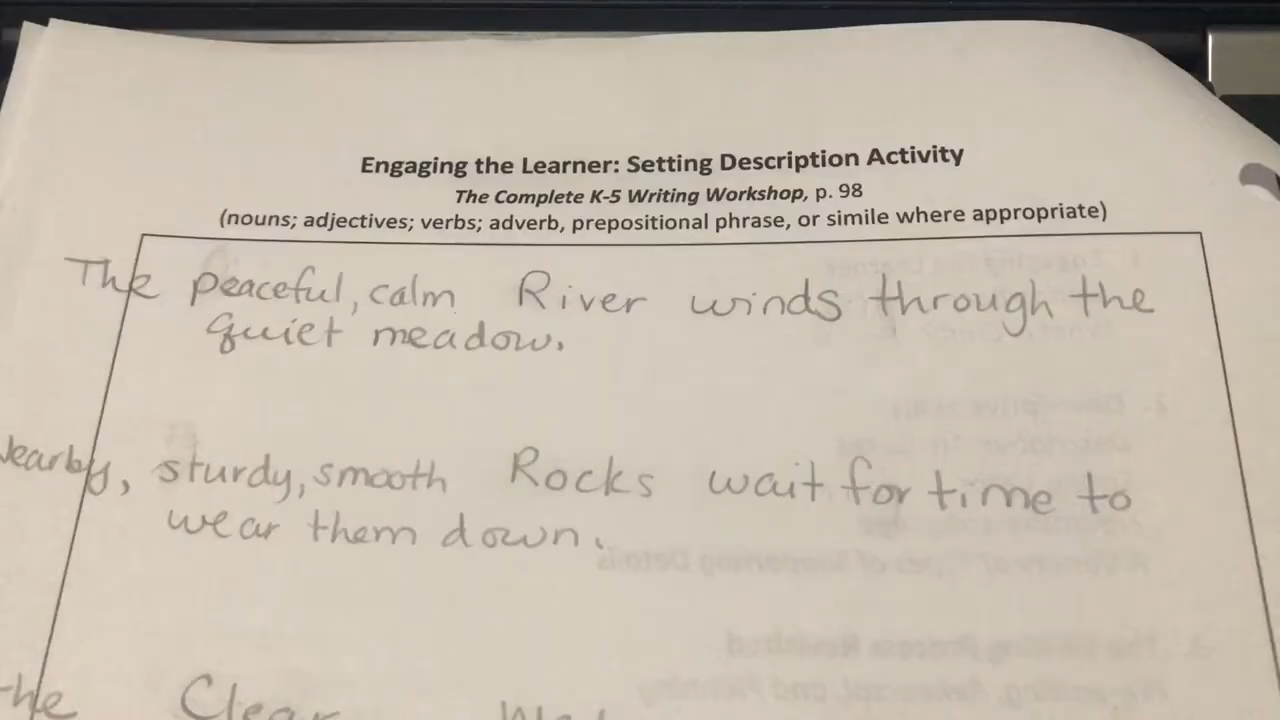 Engaging the Learner: Setting Description Activity
The Complete K-5 Writing Workshop, p. 98
(nouns; adjectives; verbs; adverb, prepositional phrase, or simile where appropriate)
The peaceful, calm River winds through the
quiet meadow.
Nearby, sturdy, smooth Rocks wait for time to
wear them down.
the Clear